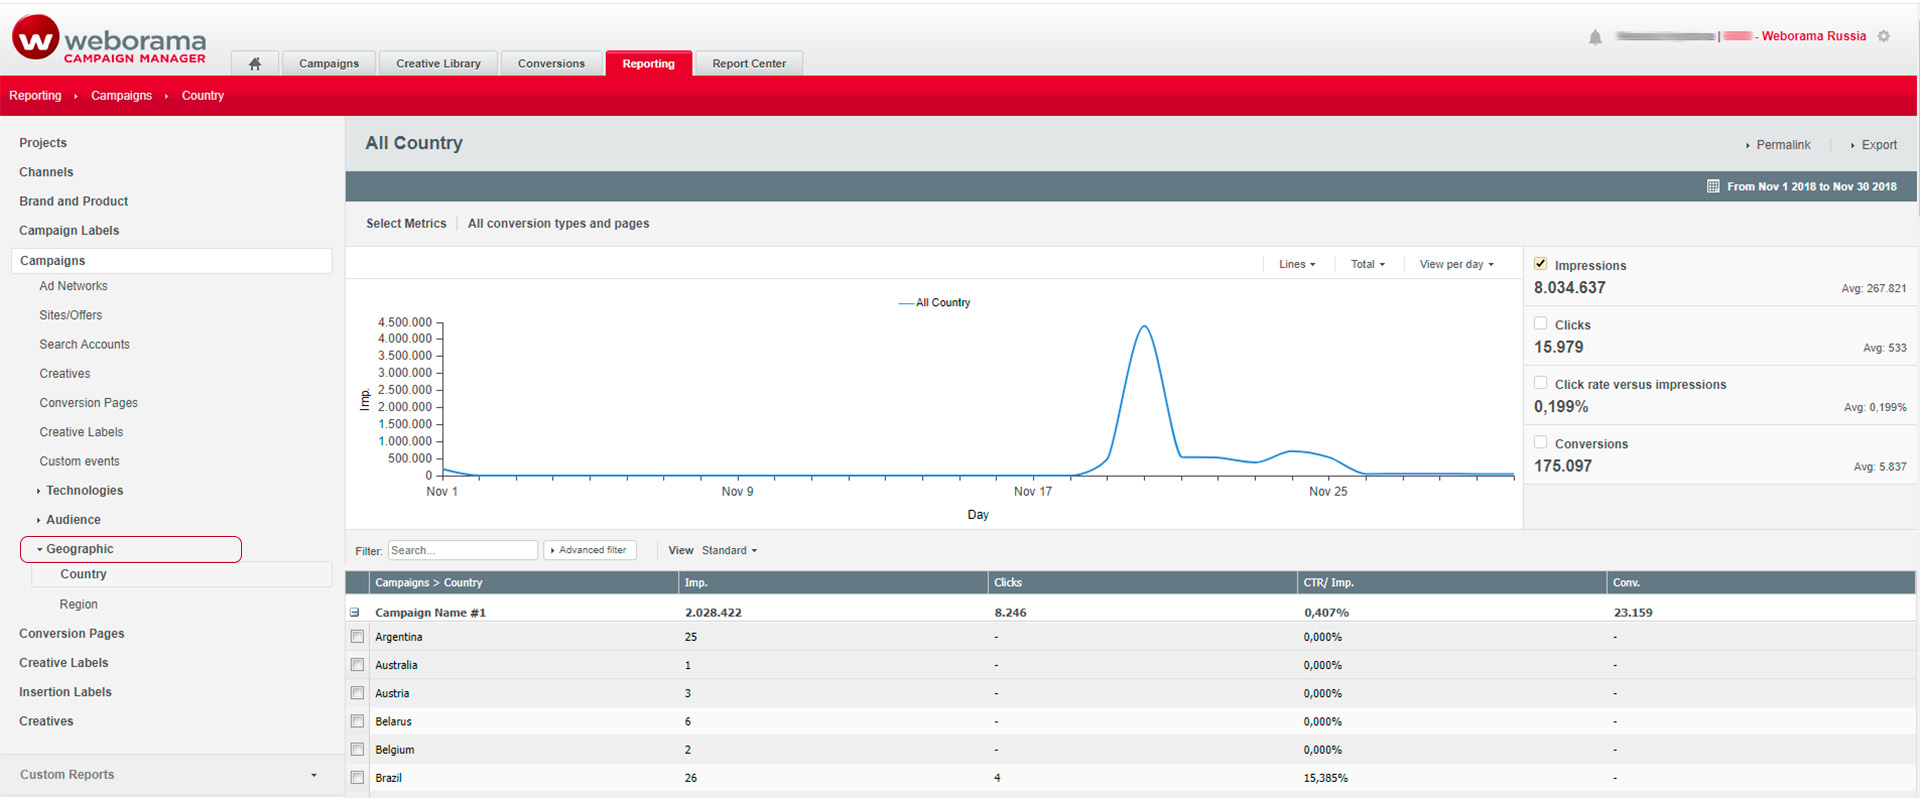 weborama
CAMPAIGN MANAGER
Campaigns
Creative Library
Conversions
Reporting
Report Center
- Weborama Russia
Reporting
Campaigns
Country
Projects
Channels
Brand and Product
Campaign Labels
Campaigns
Ad Networks
Sites/Offers
Search Accounts
Creatives
Conversion Pages
Creative Labels
Custom events
Technologies
Audience
Geographic
Country
Region
Conversion Pages
Creative Labels
Insertion Labels
Creatives
Custom Reports
All Country
Permalink
Export
From Nov 1 2018 to Nov 30 2018
Select Metrics
All conversion types and pages
Lines
Total
View per day
All Country
4.500.000
4.000.000
3.500.000
3.000.000
2.500.000
2.000.000
1.500.000
1.000.000
500.000
0
Imp.
Nov 1
Nov 9
Nov 17
Nov 25
Day
Impressions
8.034.637 Avg: 267.821
Clicks
15.979 Avg: 533
Click rate versus impressions
0,199% Avg: 0,199%
Conversions
175.097 Avg: 5.837
Filter: Search... Advanced filter View Standard
Campaigns > Country Imp. Clicks CTR/ Imp. Conv.
Campaign Name #1 2.028.422 8.246 0,407% 23.159
Argentina 25 - 0,000% -
Australia 1 - 0,000% -
Austria 3 - 0,000% -
Belarus 6 - 0,000% -
Belgium 2 - 0,000% -
Brazil 26 4 15,385% -